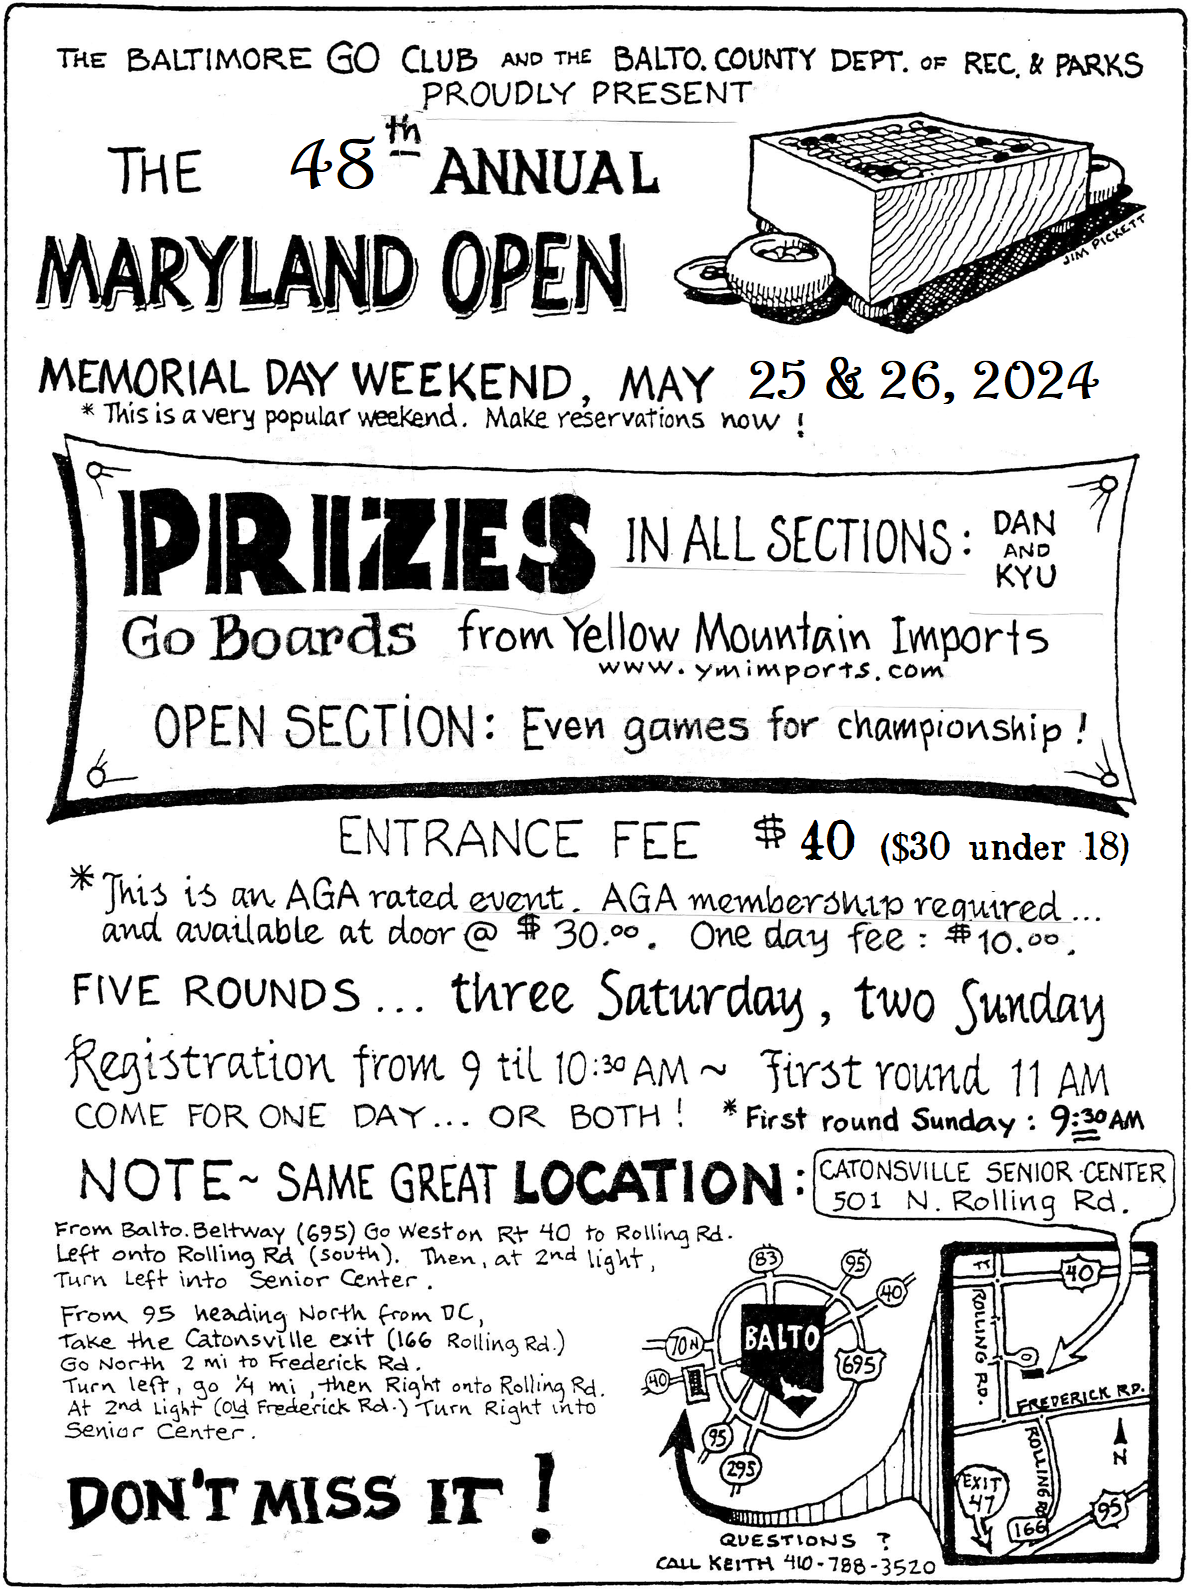 THE BALTIMORE GO CLUB AND THE BALTO. COUNTY DEPT. OF REC. & PARKS
PROUDLY PRESENT
THE 48th ANNUAL
MARYLAND OPEN
JIM PICKETT
MEMORIAL DAY WEEKEND, MAY 25 & 26, 2024
* This is a very popular weekend. Make reservations now !
PRIZES IN ALL SECTIONS: DAN AND KYU
Go Boards from Yellow Mountain Imports
www.ymimports.com
OPEN SECTION: Even games for championship!
ENTRANCE FEE $40 ($30 under 18)
* This is an AGA rated event. AGA membership required...
and available at door @ $30.00. One day fee: $10.00.
FIVE ROUNDS... three Saturday, two Sunday
Registration from 9 til 10:30 AM ~ First round 11 AM
COME FOR ONE DAY... OR BOTH! * First round Sunday: 9:30 AM
NOTE ~ SAME GREAT LOCATION: CATONSVILLE SENIOR-CENTER
501 N. Rolling Rd.
From Balto. Beltway (695) Go West on Rt 40 to Rolling Rd.
Left onto Rolling Rd (south). Then, at 2nd light,
Turn Left into Senior Center.
From 95 heading North from DC,
Take the Catonsville exit (166 Rolling Rd.)
Go North 2 mi to Frederick Rd.
Turn left, go 1/4 mi, then Right onto Rolling Rd.
At 2nd Light (Old Frederick Rd.) Turn Right into
Senior Center.
DON'T MISS IT!
83
95
40
70N
BALTO
695
40
95
295
40
ROLLING RD.
FREDERICK RD.
ROLLING RD
N
EXIT
47
166
95
QUESTIONS ?
CALL KEITH 410-788-3520